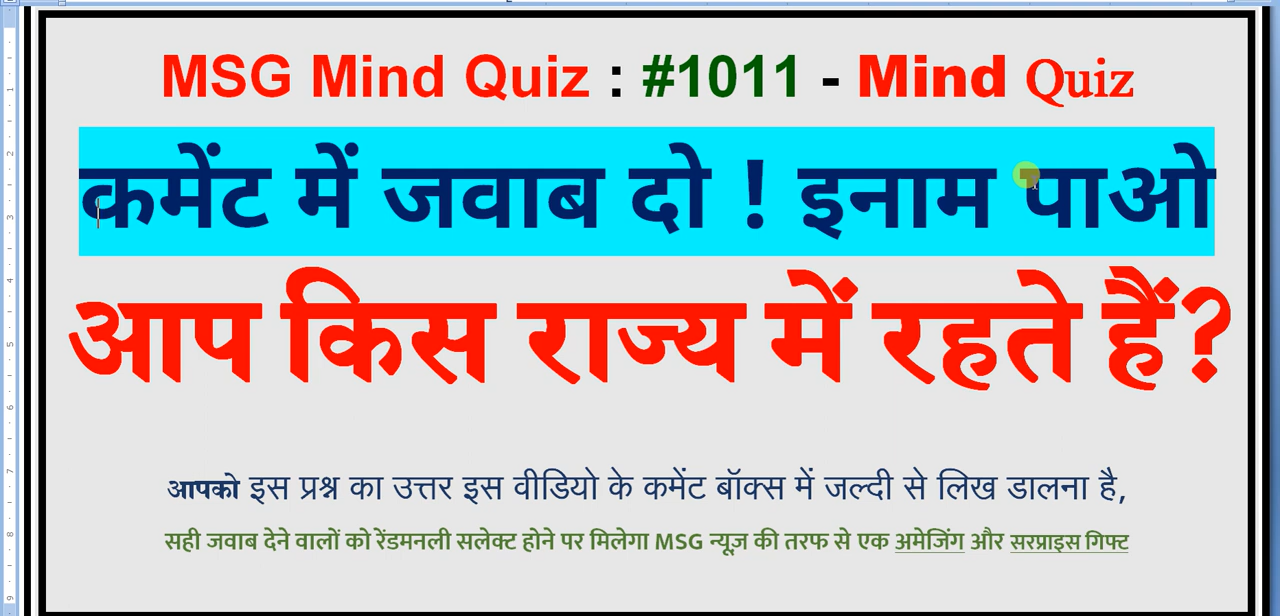 MSG Mind Quiz : #1011 - Mind Quiz
कमेंट में जवाब दो ! इनाम पाओ
आप किस राज्य में रहते हैं?
आपको इस प्रश्न का उत्तर इस वीडियो के कमेंट बॉक्स में जल्दी से लिख डालना है,
सही जवाब देने वालों को रेंडमनली सलेक्ट होने पर मिलेगा MSG न्यूज़ की तरफ से एक अमेजिंग और सरप्राइस गिफ्ट